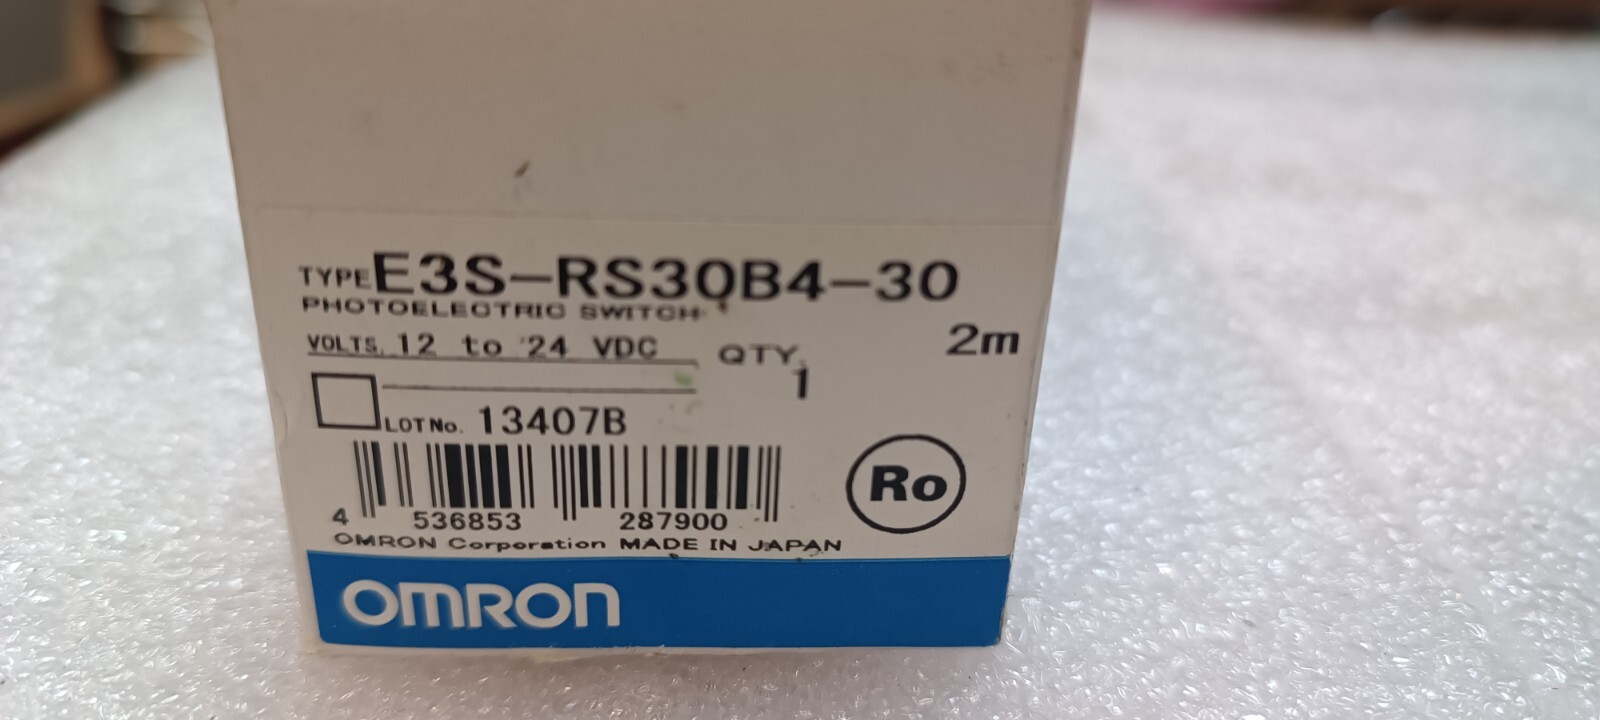 TYPE E3S-RS30B4-30
PHOTOELECTRIC SWITCH
VOLTS. 12 to 24 VDC QTY. 2m
1
LOT No. 13407B
Ro
4 536853 287900
OMRON Corporation MADE IN JAPAN
OMRON